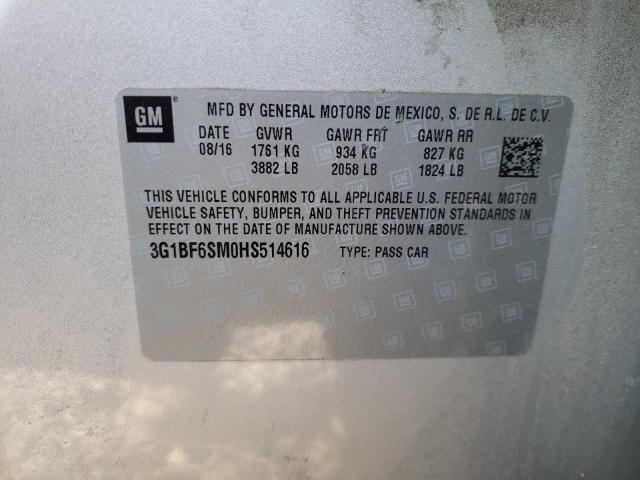 GM ® MFD BY GENERAL MOTORS DE MEXICO, S. DE R.L. DE C.V.
DATE GVWR GAWR FRT GAWR RR
08/16 1761 KG 934 KG 827 KG
3882 LB 2058 LB 1824 LB
THIS VEHICLE CONFORMS TO ALL APPLICABLE U.S. FEDERAL MOTOR
VEHICLE SAFETY, BUMPER, AND THEFT PREVENTION STANDARDS IN
EFFECT ON THE DATE OF MANUFACTURE SHOWN ABOVE.
3G1BF6SM0HS514616 TYPE: PASS CAR